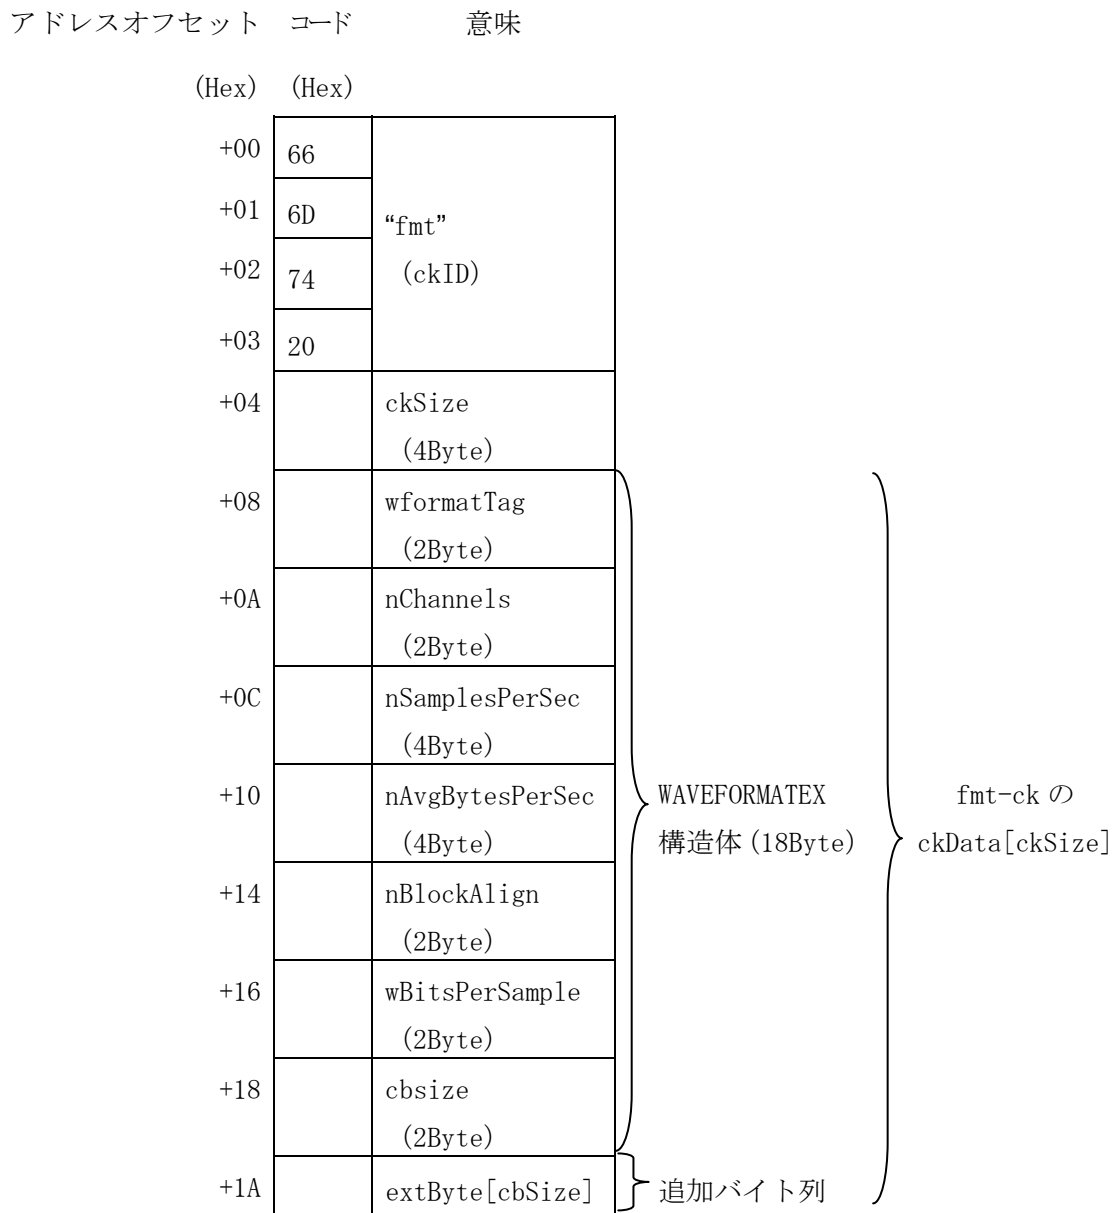 アドレスオフセット コード 意味
(Hex) (Hex)
+00 66
+01 6D “fmt”
+02 74 (ckID)
+03 20
+04 ckSize
(4Byte)
+08 wformatTag
(2Byte)
+0A nChannels
(2Byte)
+0C nSamplesPerSec
(4Byte)
+10 nAvgBytesPerSec WAVEFORMATEX fmt-ck の
(4Byte) 構造体(18Byte) ckData[ckSize]
+14 nBlockAlign
(2Byte)
+16 wBitsPerSample
(2Byte)
+18 cbsize
(2Byte)
+1A extByte[cbSize] 追加バイト列